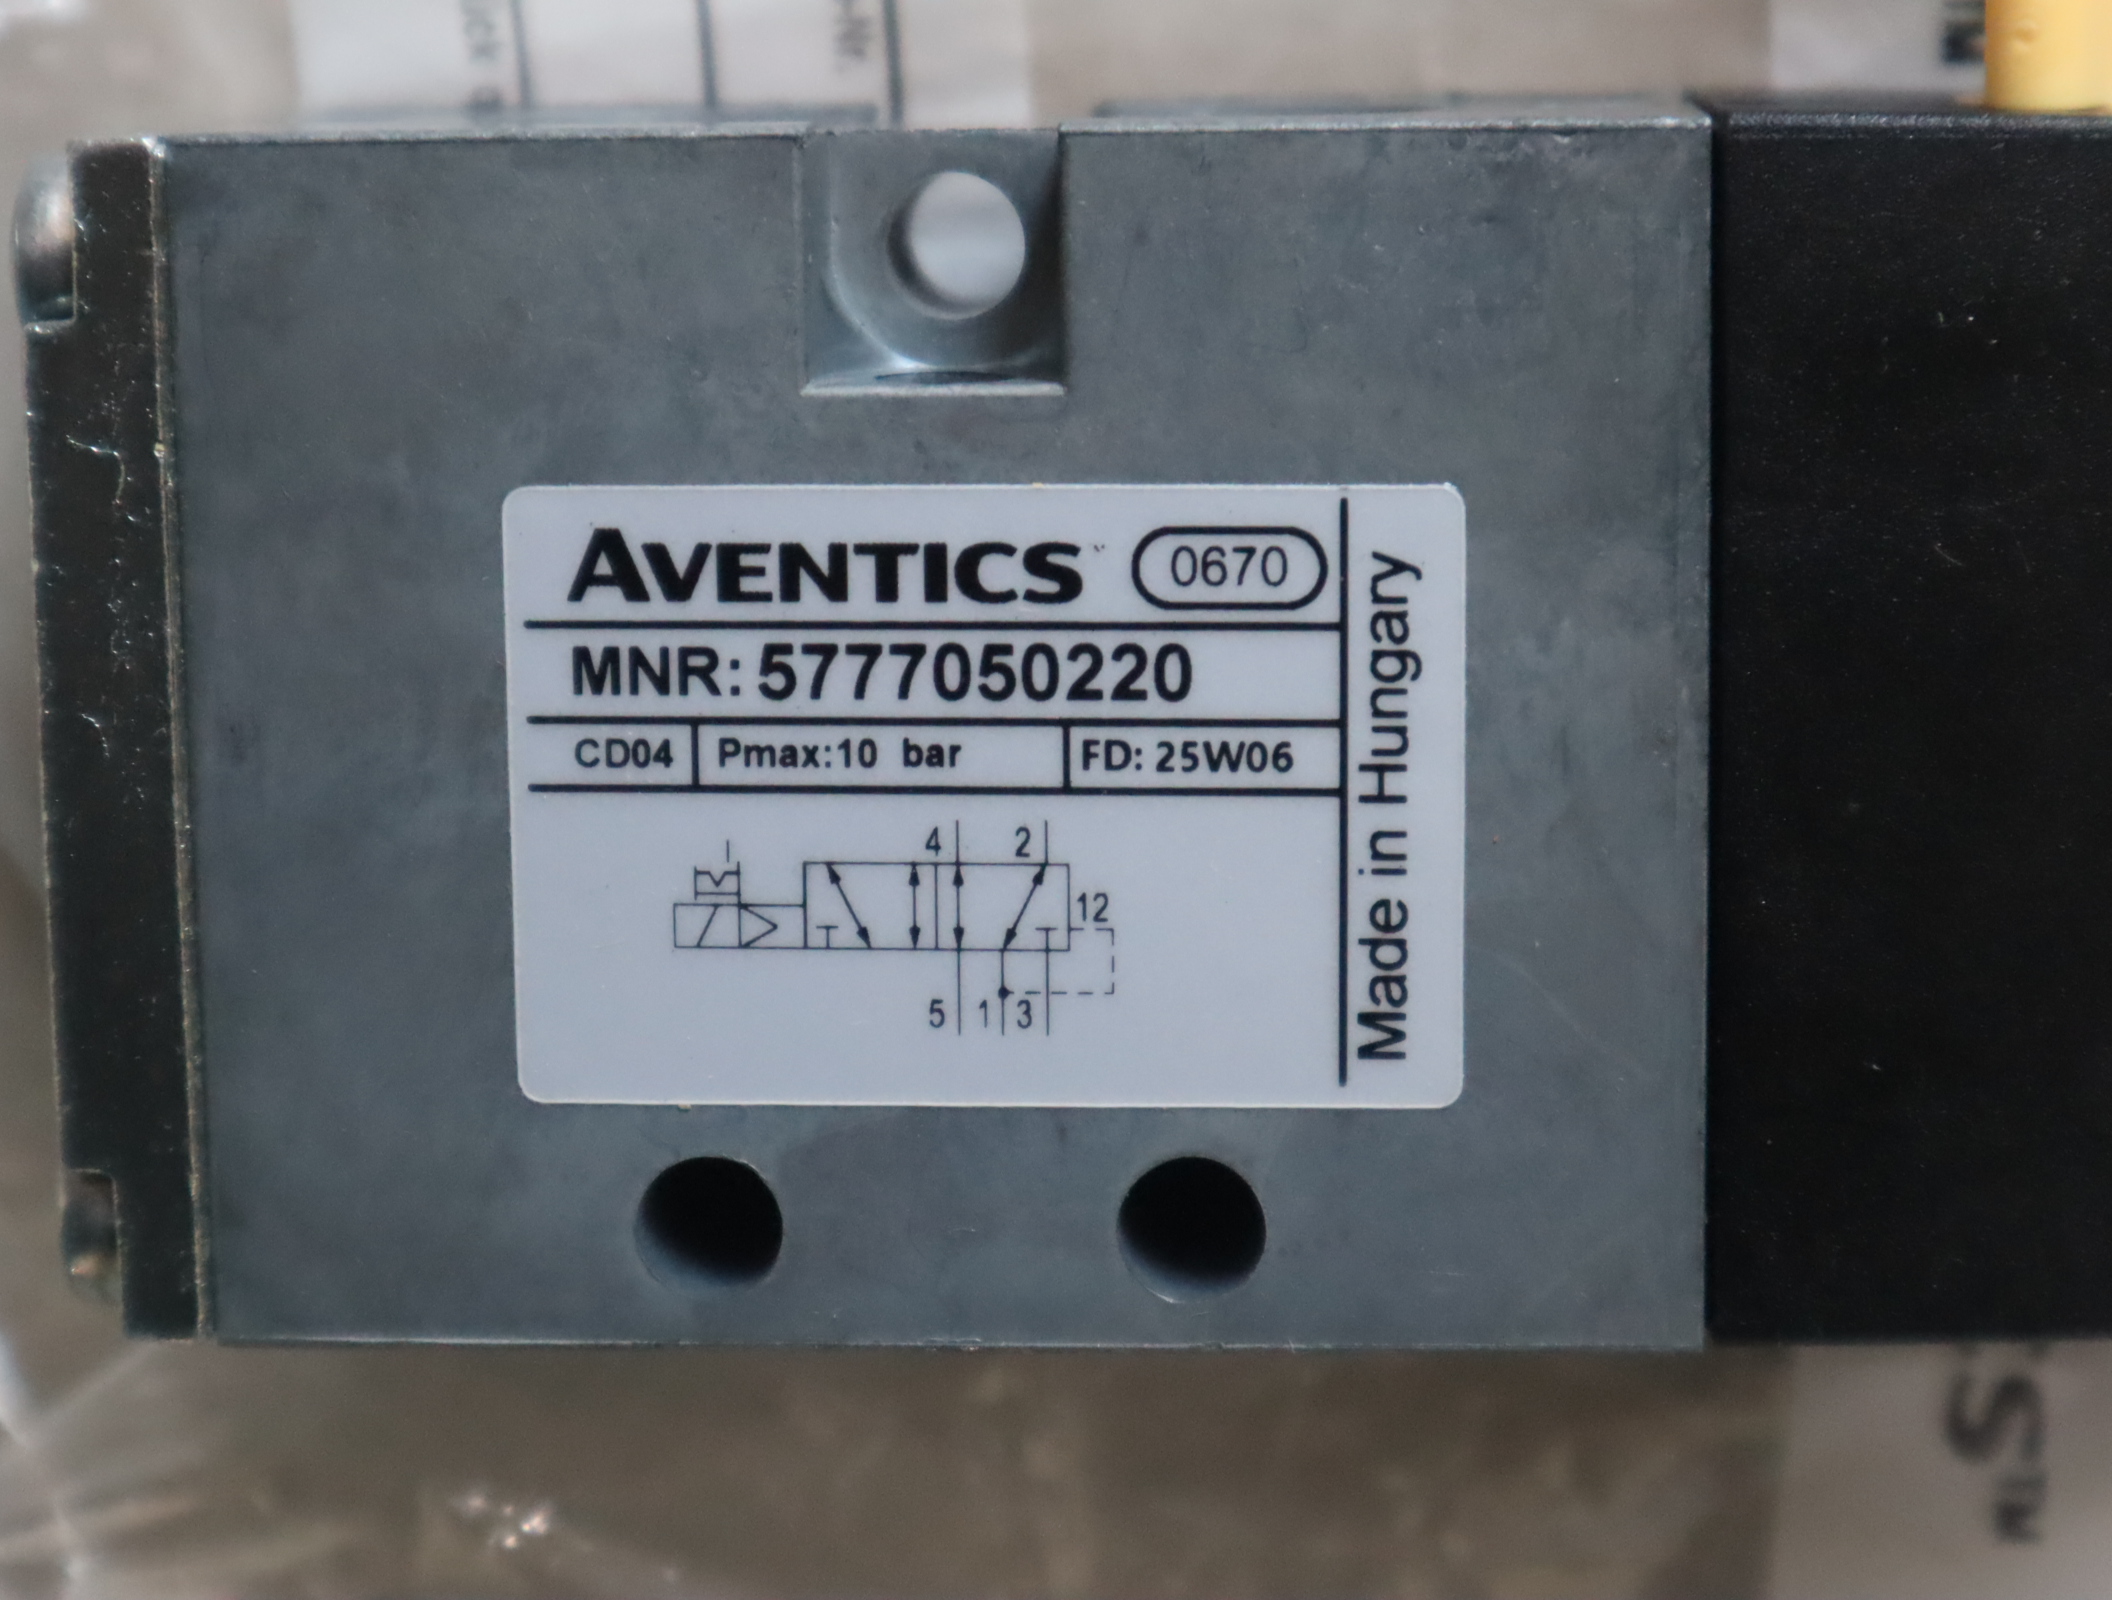 AVENTICS 0670
MNR: 5777050220
CD04 Pmax:10 bar FD: 25W06
4 2
12
5 1 3
Made in Hungary
-Nr.